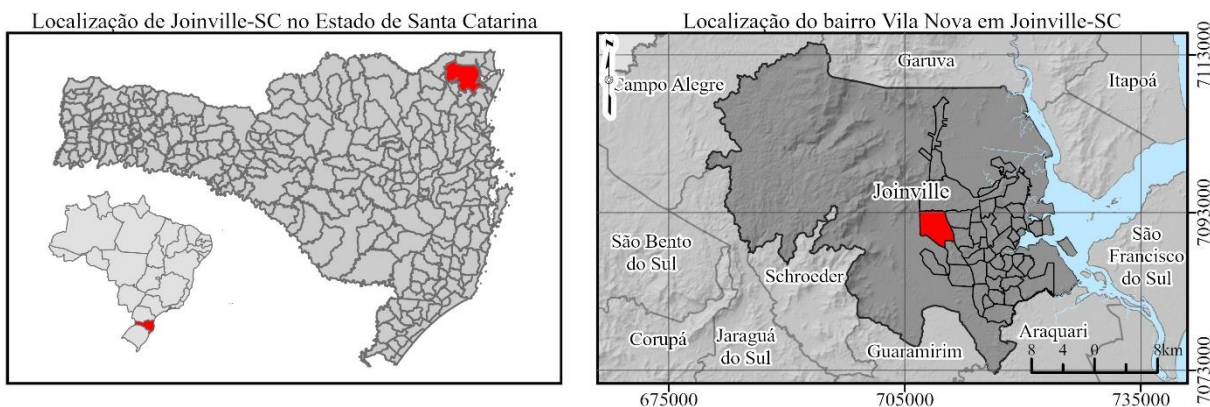 Localização de Joinville-SC no Estado de Santa Catarina
Localização do bairro Vila Nova em Joinville-SC
N
Garuva
Campo Alegre
Itapoá
Joinville
São Bento
do Sul
Schroeder
São
Francisco
do Sul
Corupá
Jaraguá
do Sul
Guaramirim
Araquari
8 4 0 8km
7113000
7093000
7073000
675000
705000
735000